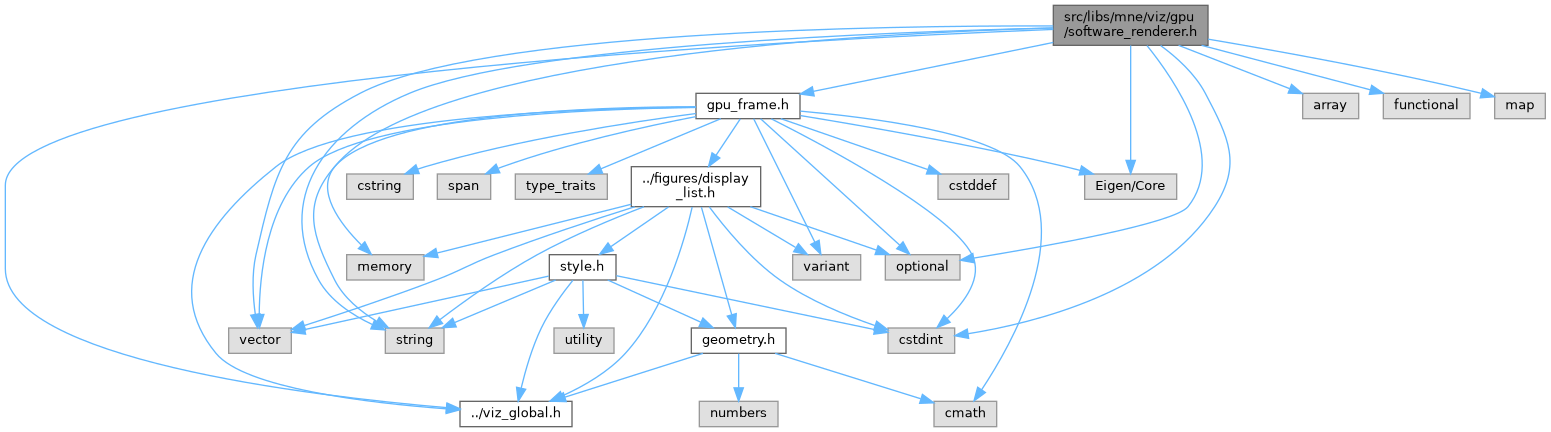 src/libs/mne/viz/gpu
/software_renderer.h
gpu_frame.h
array
functional
map
cstring
span
type_traits
../figures/display
_list.h
cstddef
Eigen/Core
memory
style.h
variant
optional
vector
string
utility
geometry.h
cstdint
../viz_global.h
numbers
cmath